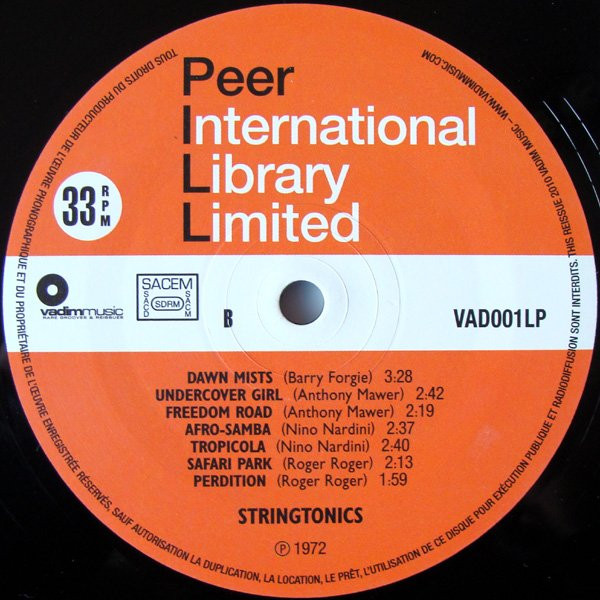 Peer
International
Library
Limited
33 RPM
vadimmusic
RARE GROOVES & REISSUES
SACEM
SACD
SDRM
SACM
B
VAD001LP
DAWN MISTS (Barry Forgie) 3:28
UNDERCOVER GIRL (Anthony Mawer) 2:42
FREEDOM ROAD (Anthony Mawer) 2:19
AFRO-SAMBA (Nino Nardini) 2:37
TROPICOLA (Nino Nardini) 2:40
SAFARI PARK (Roger Roger) 2:13
PERDITION (Roger Roger) 1:59
STRINGTONICS
℗ 1972
TOUS DROITS DU PRODUCTEUR DE L'ŒUVRE PHONOGRAPHIQUE ET DU PROPRIÉTAIRE DE L'ŒUVRE ENREGISTRÉE RÉSERVÉS, SAUF AUTORISATION LA DUPLICATION, LA LOCATION, LE PRÊT, L'UTILISATION DE CE DISQUE POUR EXÉCUTION PUBLIQUE ET RADIODIFFUSION SONT INTERDITS. THIS REISSUE 2010 VADIM MUSIC – WWW.VADIMMUSIC.COM